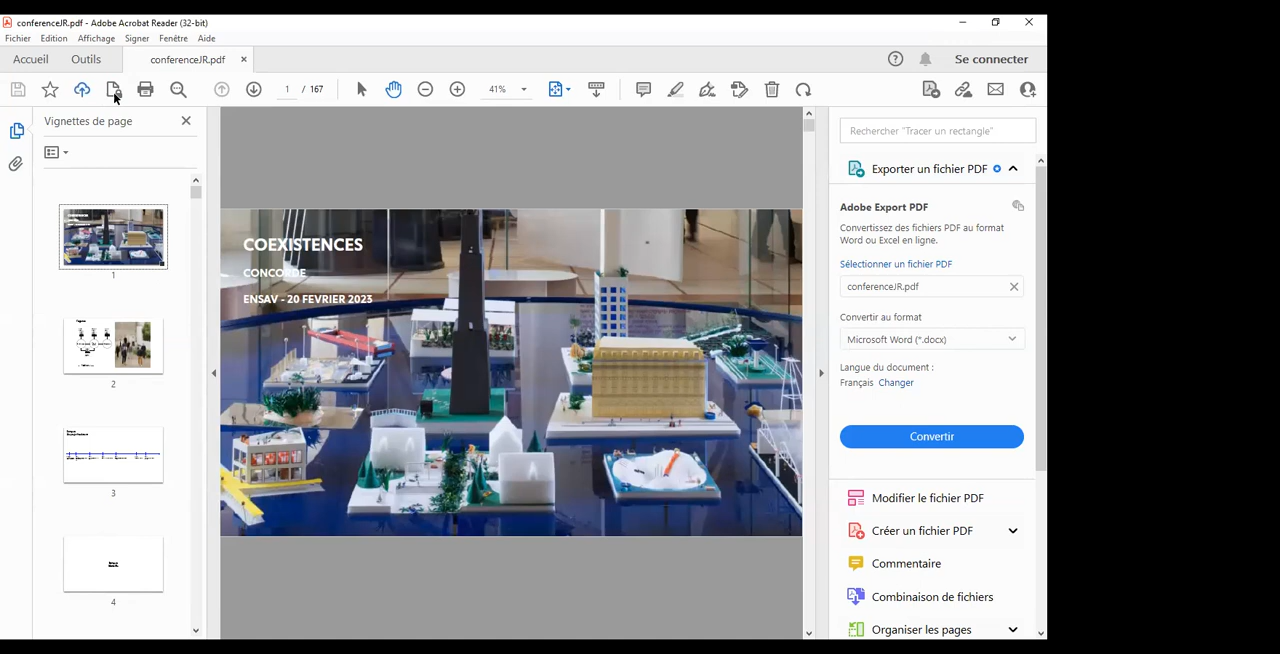 conferenceJR.pdf - Adobe Acrobat Reader (32-bit)
Fichier Edition Affichage Signer Fenêtre Aide
Accueil Outils conferenceJR.pdf Se connecter
1 / 167 41%
Vignettes de page
Rechercher "Tracer un rectangle"
Exporter un fichier PDF
Adobe Export PDF
Convertissez des fichiers PDF au format
Word ou Excel en ligne.
Sélectionner un fichier PDF
conferenceJR.pdf
Convertir au format
Microsoft Word (*.docx)
Langue du document :
Français Changer
Convertir
Modifier le fichier PDF
Créer un fichier PDF
Commentaire
Combinaison de fichiers
Organiser les pages
COEXISTENCES
CONCORDE
ENSAV - 20 FEVRIER 2023
1
2
3
4